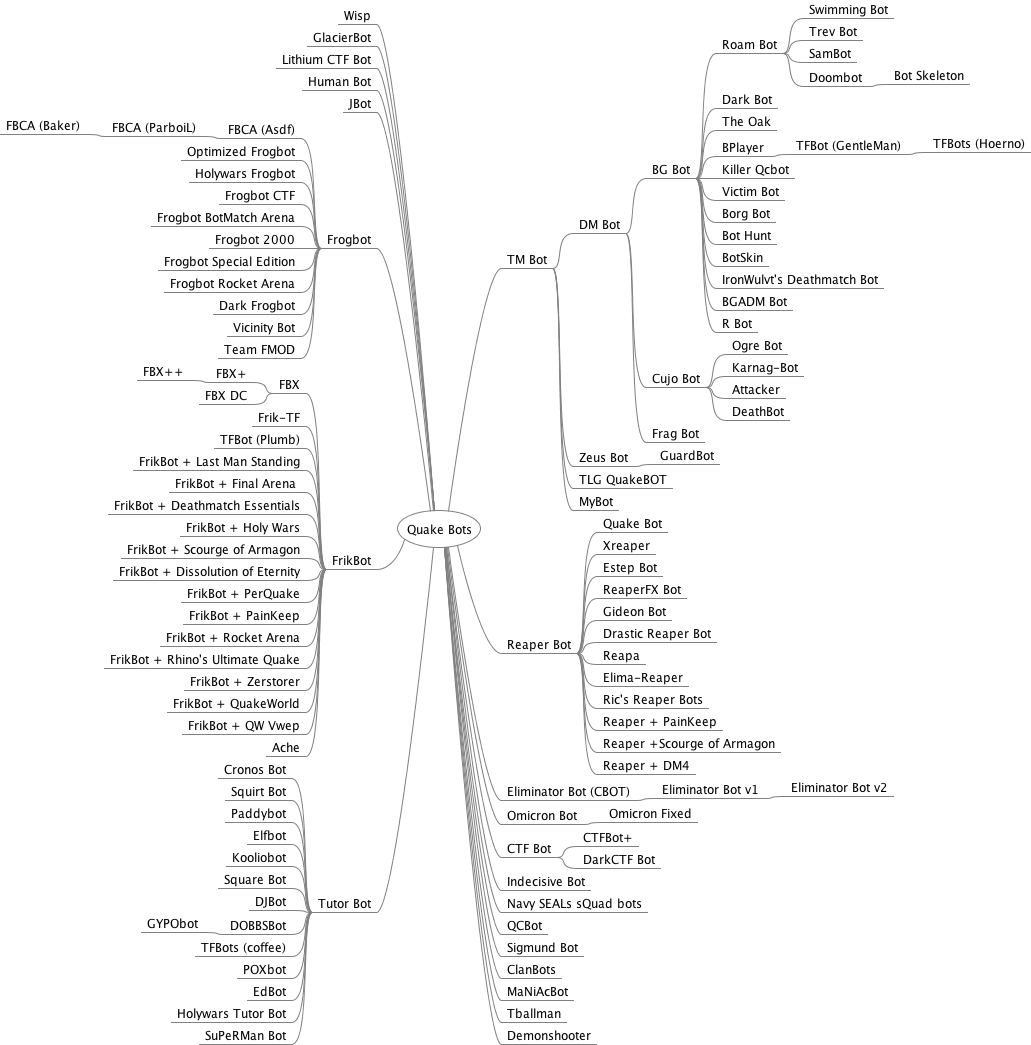 Quake Bots
Wisp
GlacierBot
Lithium CTF Bot
Human Bot
JBot
Frogbot
FBCA (Asdf)
FBCA (ParboiL)
FBCA (Baker)
Optimized Frogbot
Holywars Frogbot
Frogbot CTF
Frogbot BotMatch Arena
Frogbot 2000
Frogbot Special Edition
Frogbot Rocket Arena
Dark Frogbot
Vicinity Bot
Team FMOD
FrikBot
FBX
FBX+
FBX++
FBX DC
Frik-TF
TFBot (Plumb)
FrikBot + Last Man Standing
FrikBot + Final Arena
FrikBot + Deathmatch Essentials
FrikBot + Holy Wars
FrikBot + Scourge of Armagon
FrikBot + Dissolution of Eternity
FrikBot + PerQuake
FrikBot + PainKeep
FrikBot + Rocket Arena
FrikBot + Rhino's Ultimate Quake
FrikBot + Zerstorer
FrikBot + QuakeWorld
FrikBot + QW Vwep
Ache
Tutor Bot
Cronos Bot
Squirt Bot
Paddybot
Elfbot
Kooliobot
Square Bot
DJBot
DOBBSBot
GYPObot
TFBots (coffee)
POXbot
EdBot
Holywars Tutor Bot
SuPeRMan Bot
TM Bot
DM Bot
BG Bot
Roam Bot
Swimming Bot
Trev Bot
SamBot
Doombot
Bot Skeleton
Dark Bot
The Oak
BPlayer
TFBot (GentleMan)
TFBots (Hoerno)
Killer Qcbot
Victim Bot
Borg Bot
Bot Hunt
BotSkin
IronWulvt's Deathmatch Bot
BGADM Bot
R Bot
Cujo Bot
Ogre Bot
Karnag-Bot
Attacker
DeathBot
Frag Bot
Zeus Bot
GuardBot
TLG QuakeBOT
MyBot
Reaper Bot
Quake Bot
Xreaper
Estep Bot
ReaperFX Bot
Gideon Bot
Drastic Reaper Bot
Reapa
Elima-Reaper
Ric's Reaper Bots
Reaper + PainKeep
Reaper +Scourge of Armagon
Reaper + DM4
Eliminator Bot (CBOT)
Eliminator Bot v1
Eliminator Bot v2
Omicron Bot
Omicron Fixed
CTF Bot
CTFBot+
DarkCTF Bot
Indecisive Bot
Navy SEALs sQuad bots
QCBot
Sigmund Bot
ClanBots
MaNiAcBot
Tballman
Demonshooter